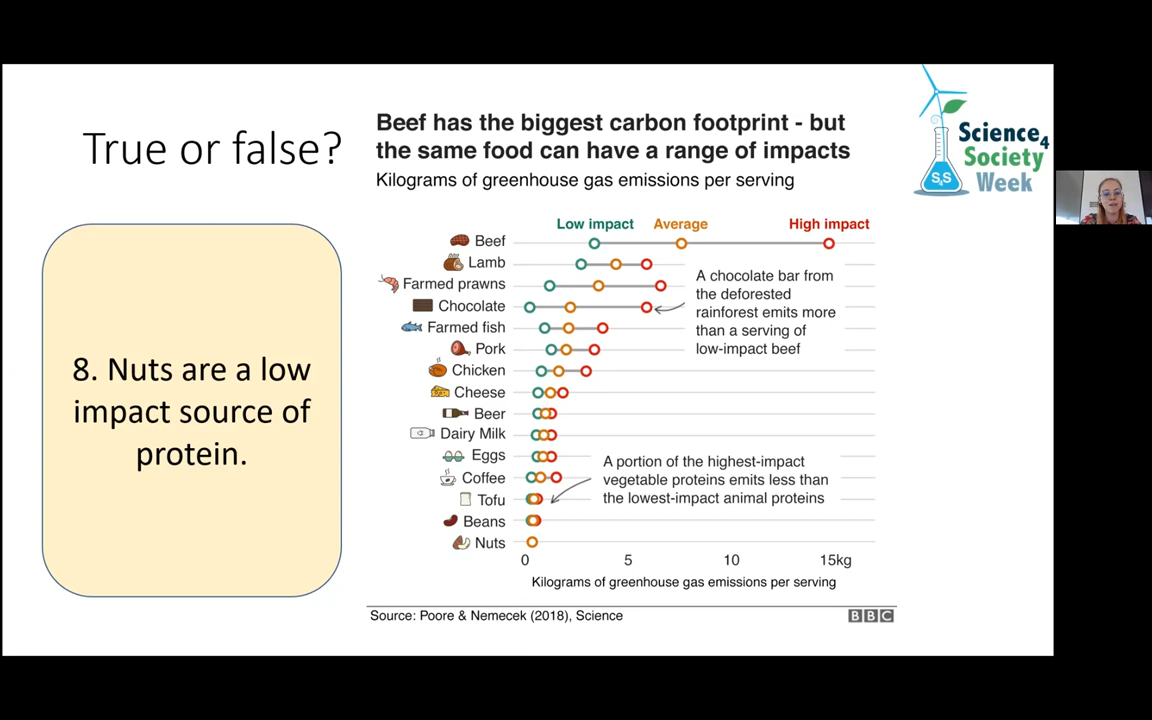 True or false?
8. Nuts are a low
impact source of
protein.
Beef has the biggest carbon footprint - but
the same food can have a range of impacts
Kilograms of greenhouse gas emissions per serving
Low impact Average High impact
Beef
Lamb
Farmed prawns
Chocolate
Farmed fish
Pork
Chicken
Cheese
Beer
Dairy Milk
Eggs
Coffee
Tofu
Beans
Nuts
A chocolate bar from
the deforested
rainforest emits more
than a serving of
low-impact beef
A portion of the highest-impact
vegetable proteins emits less than
the lowest-impact animal proteins
0 5 10 15kg
Kilograms of greenhouse gas emissions per serving
Source: Poore & Nemecek (2018), Science
BBC
Science4
Society
Week
S4S